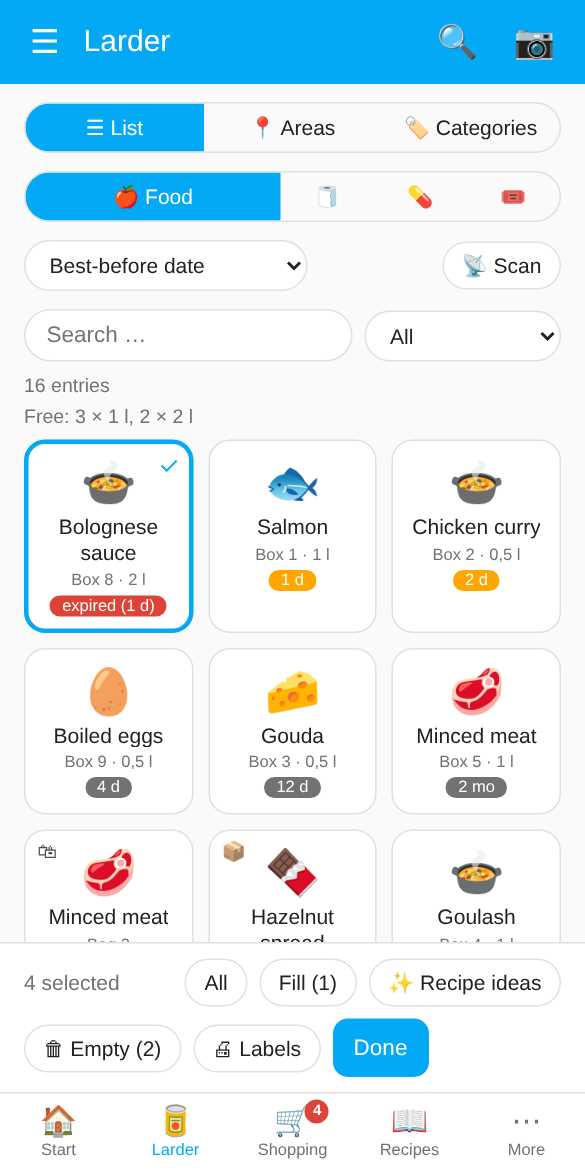 Larder
List
Areas
Categories
Food
Best-before date
Scan
Search …
All
16 entries
Free: 3 × 1 l, 2 × 2 l
Bolognese sauce
Box 8 · 2 l
expired (1 d)
Salmon
Box 1 · 1 l
1 d
Chicken curry
Box 2 · 0,5 l
2 d
Boiled eggs
Box 9 · 0,5 l
4 d
Gouda
Box 3 · 0,5 l
12 d
Minced meat
Box 5 · 1 l
2 mo
Minced meat
Hazelnut
spread
Goulash
4 selected
All
Fill (1)
✨ Recipe ideas
Empty (2)
Labels
Done
Start
Larder
4
Shopping
Recipes
More